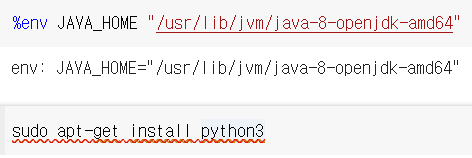 %env JAVA_HOME "/usr/lib/jvm/java-8-openjdk-amd64"
env: JAVA_HOME="/usr/lib/jvm/java-8-openjdk-amd64"
sudo apt-get install python3